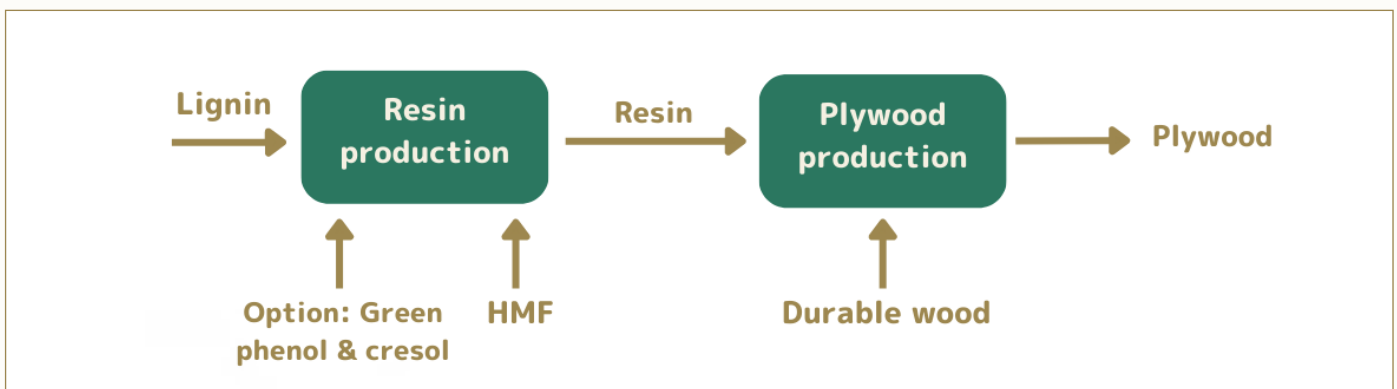 Lignin
Resin
production
Resin
Plywood
production
Plywood
Option: Green
phenol & cresol
HMF
Durable wood